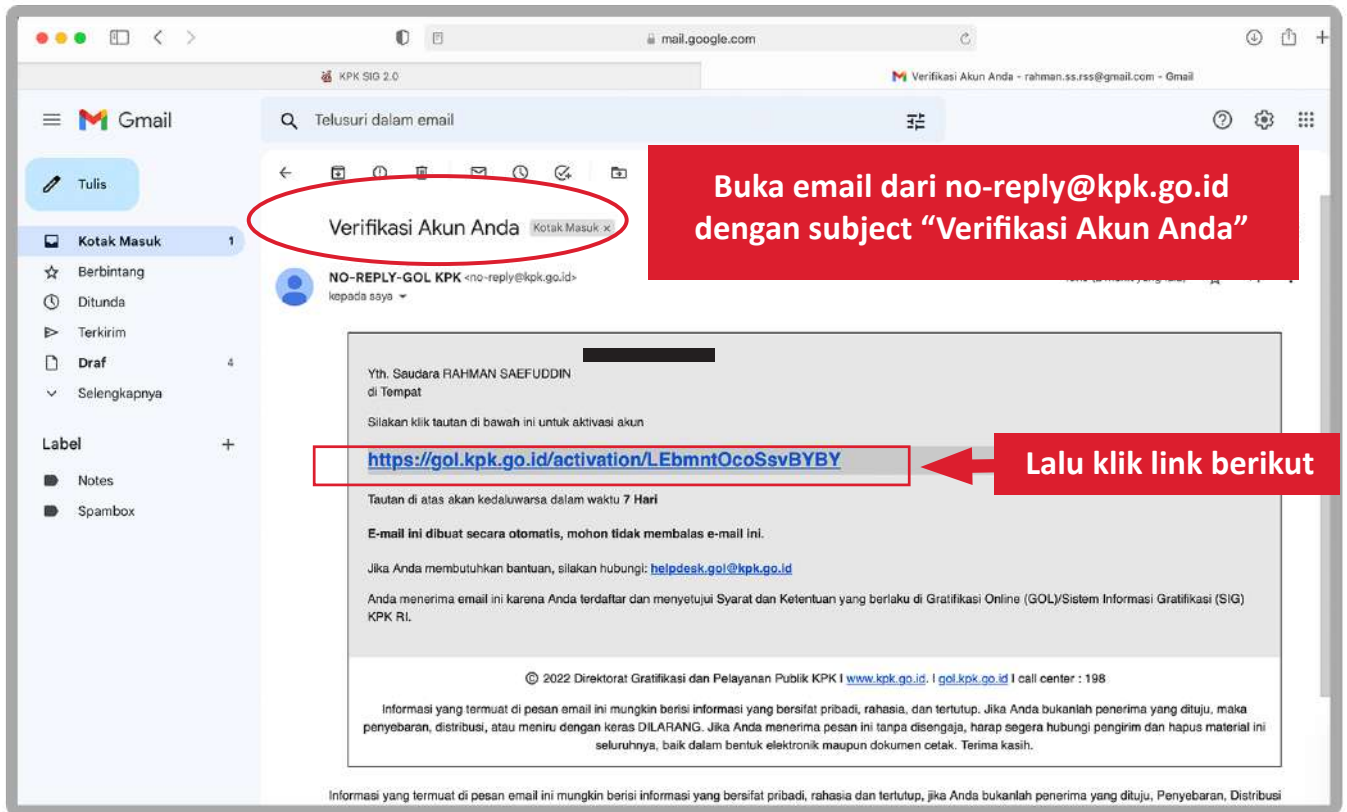 mail.google.com
KPK SIG 2.0
Verifikasi Akun Anda - rahman.ss.rss@gmail.com - Gmail
Gmail
Telusuri dalam email
Tulis
Buka email dari no-reply@kpk.go.id
dengan subject “Verifikasi Akun Anda”
Verifikasi Akun Anda Kotak Masuk ×
Kotak Masuk 1
Berbintang
Ditunda
Terkirim
Draf 4
Selengkapnya
Label +
Notes
Spambox
NO-REPLY-GOL KPK <no-reply@kpk.go.id>
kepada saya
Yth. Saudara RAHMAN SAEFUDDIN
di Tempat
Silakan klik tautan di bawah ini untuk aktivasi akun
https://gol.kpk.go.id/activation/LEbmntOcoSsvBYBY
Lalu klik link berikut
Tautan di atas akan kedaluwarsa dalam waktu 7 Hari
E-mail ini dibuat secara otomatis, mohon tidak membalas e-mail ini.
Jika Anda membutuhkan bantuan, silakan hubungi: helpdesk.gol@kpk.go.id
Anda menerima email ini karena Anda terdaftar dan menyetujui Syarat dan Ketentuan yang berlaku di Gratifikasi Online (GOL)/Sistem Informasi Gratifikasi (SIG)
KPK RI.
© 2022 Direktorat Gratifikasi dan Pelayanan Publik KPK I www.kpk.go.id. I gol.kpk.go.id I call center : 198
Informasi yang termuat di pesan email ini mungkin berisi informasi yang bersifat pribadi, rahasia, dan tertutup. Jika Anda bukanlah penerima yang dituju, maka
penyebaran, distribusi, atau meniru dengan keras DILARANG. Jika Anda menerima pesan ini tanpa disengaja, harap segera hubungi pengirim dan hapus material ini
seluruhnya, baik dalam bentuk elektronik maupun dokumen cetak. Terima kasih.
Informasi yang termuat di pesan email ini mungkin berisi informasi yang bersifat pribadi, rahasia dan tertutup, jika Anda bukanlah penerima yang dituju, Penyebaran, Distribusi